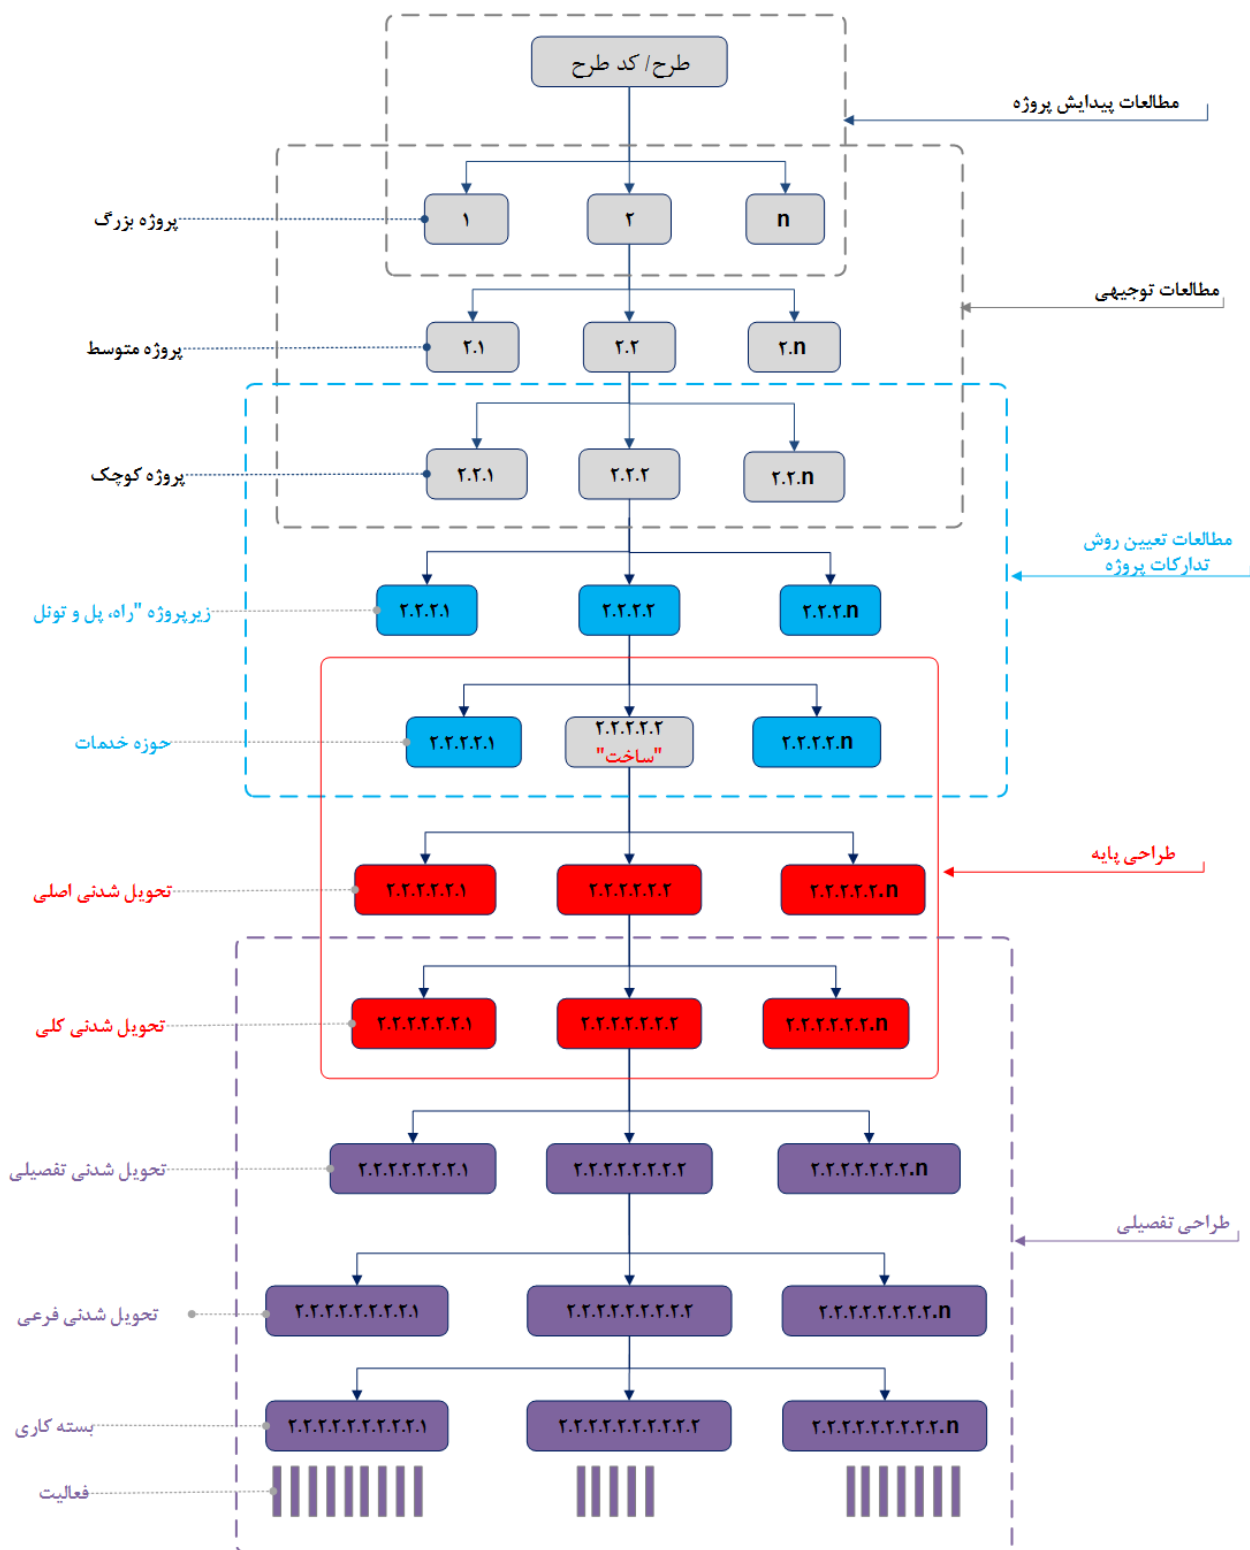 طرح/ کد طرح
مطالعات پیدایش پروژه
پروژه بزرگ
۱
۲
n
مطالعات توجیهی
پروژه متوسط
۲.۱
۲.۲
۲.n
پروژه کوچک
۲.۲.۱
۲.۲.۲
۲.۲.n
مطالعات تعیین روش
تدارکات پروژه
زیرپروژه "راه، پل و تونل
۲.۲.۲.۱
۲.۲.۲.۲
۲.۲.۲.n
حوزه خدمات
۲.۲.۲.۲.۱
۲.۲.۲.۲.۲
"ساخت"
۲.۲.۲.۲.n
طراحی پایه
تحویل شدنی اصلی
۲.۲.۲.۲.۲.۱
۲.۲.۲.۲.۲.۲
۲.۲.۲.۲.۲.n
تحویل شدنی کلی
۲.۲.۲.۲.۲.۲.۱
۲.۲.۲.۲.۲.۲.۲
۲.۲.۲.۲.۲.۲.n
تحویل شدنی تفصیلی
۲.۲.۲.۲.۲.۲.۲.۱
۲.۲.۲.۲.۲.۲.۲.۲
۲.۲.۲.۲.۲.۲.۲.n
طراحی تفصیلی
تحویل شدنی فرعی
۲.۲.۲.۲.۲.۲.۲.۲.۱
۲.۲.۲.۲.۲.۲.۲.۲.۲
۲.۲.۲.۲.۲.۲.۲.۲.n
بسته کاری
۲.۲.۲.۲.۲.۲.۲.۲.۲.۱
۲.۲.۲.۲.۲.۲.۲.۲.۲.۲
۲.۲.۲.۲.۲.۲.۲.۲.۲.n
فعالیت